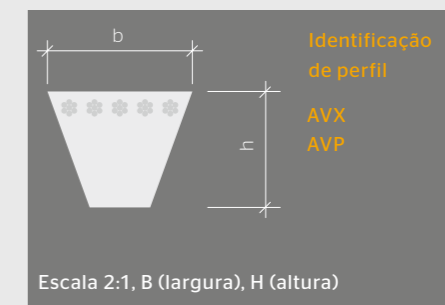 b
Identificação
de perfil
AVX
AVP
h
Escala 2:1, B (largura), H (altura)